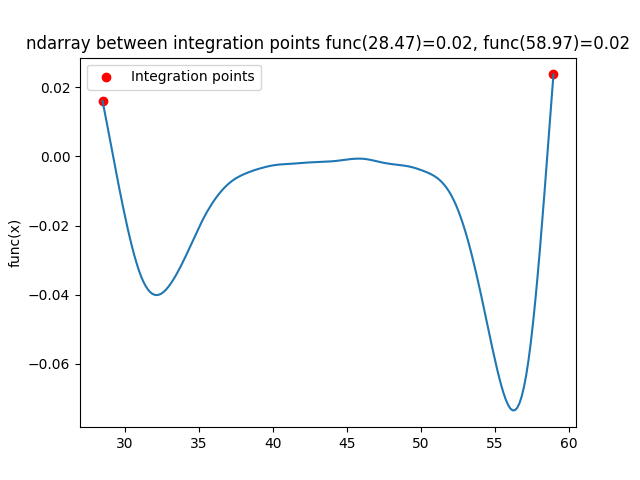 ndarray between integration points func(28.47)=0.02, func(58.97)=0.02
Integration points
func(x)
0.02
0.00
−0.02
−0.04
−0.06
30 35 40 45 50 55 60